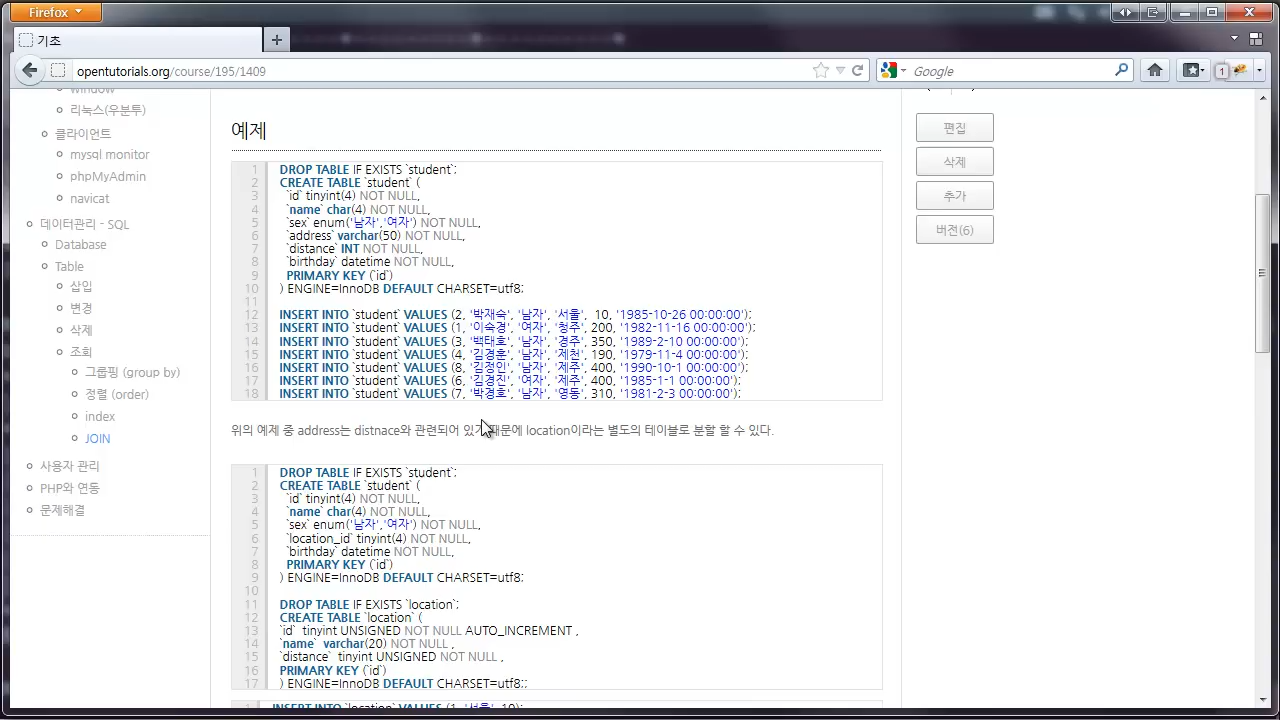 Firefox
기초
opentutorials.org/course/195/1409
Google
1
window
리눅스(우분투)
클라이언트
mysql monitor
phpMyAdmin
navicat
데이터관리 - SQL
Database
Table
삽입
변경
삭제
조회
그룹핑 (group by)
정렬 (order)
index
JOIN
사용자 관리
PHP와 연동
문제해결
예제
1 DROP TABLE IF EXISTS `student`;
2 CREATE TABLE `student` (
3 `id` tinyint(4) NOT NULL,
4 `name` char(4) NOT NULL,
5 `sex` enum('남자','여자') NOT NULL,
6 `address` varchar(50) NOT NULL,
7 `distance` INT NOT NULL,
8 `birthday` datetime NOT NULL,
9 PRIMARY KEY (`id`)
10 ) ENGINE=InnoDB DEFAULT CHARSET=utf8;
11
12 INSERT INTO `student` VALUES (2, '박재숙', '남자', '서울', 10, '1985-10-26 00:00:00');
13 INSERT INTO `student` VALUES (1, '이숙경', '여자', '청주', 200, '1982-11-16 00:00:00');
14 INSERT INTO `student` VALUES (3, '백태호', '남자', '경주', 350, '1989-2-10 00:00:00');
15 INSERT INTO `student` VALUES (4, '김경훈', '남자', '제천', 190, '1979-11-4 00:00:00');
16 INSERT INTO `student` VALUES (8, '김정인', '남자', '제주', 400, '1990-10-1 00:00:00');
17 INSERT INTO `student` VALUES (6, '김경진', '여자', '제주', 400, '1985-1-1 00:00:00');
18 INSERT INTO `student` VALUES (7, '박경호', '남자', '영동', 310, '1981-2-3 00:00:00');
위의 예제 중 address는 distnace와 관련되어 있기 때문에 location이라는 별도의 테이블로 분할 할 수 있다.
1 DROP TABLE IF EXISTS `student`;
2 CREATE TABLE `student` (
3 `id` tinyint(4) NOT NULL,
4 `name` char(4) NOT NULL,
5 `sex` enum('남자','여자') NOT NULL,
6 `location_id` tinyint(4) NOT NULL,
7 `birthday` datetime NOT NULL,
8 PRIMARY KEY (`id`)
9 ) ENGINE=InnoDB DEFAULT CHARSET=utf8;
10
11 DROP TABLE IF EXISTS `location`;
12 CREATE TABLE `location` (
13 `id` tinyint UNSIGNED NOT NULL AUTO_INCREMENT ,
14 `name` varchar(20) NOT NULL ,
15 `distance` tinyint UNSIGNED NOT NULL ,
16 PRIMARY KEY (`id`)
17 ) ENGINE=InnoDB DEFAULT CHARSET=utf8;;
1 INSERT INTO `location` VALUES (1, '서울', 10);
편집
삭제
추가
버전(6)